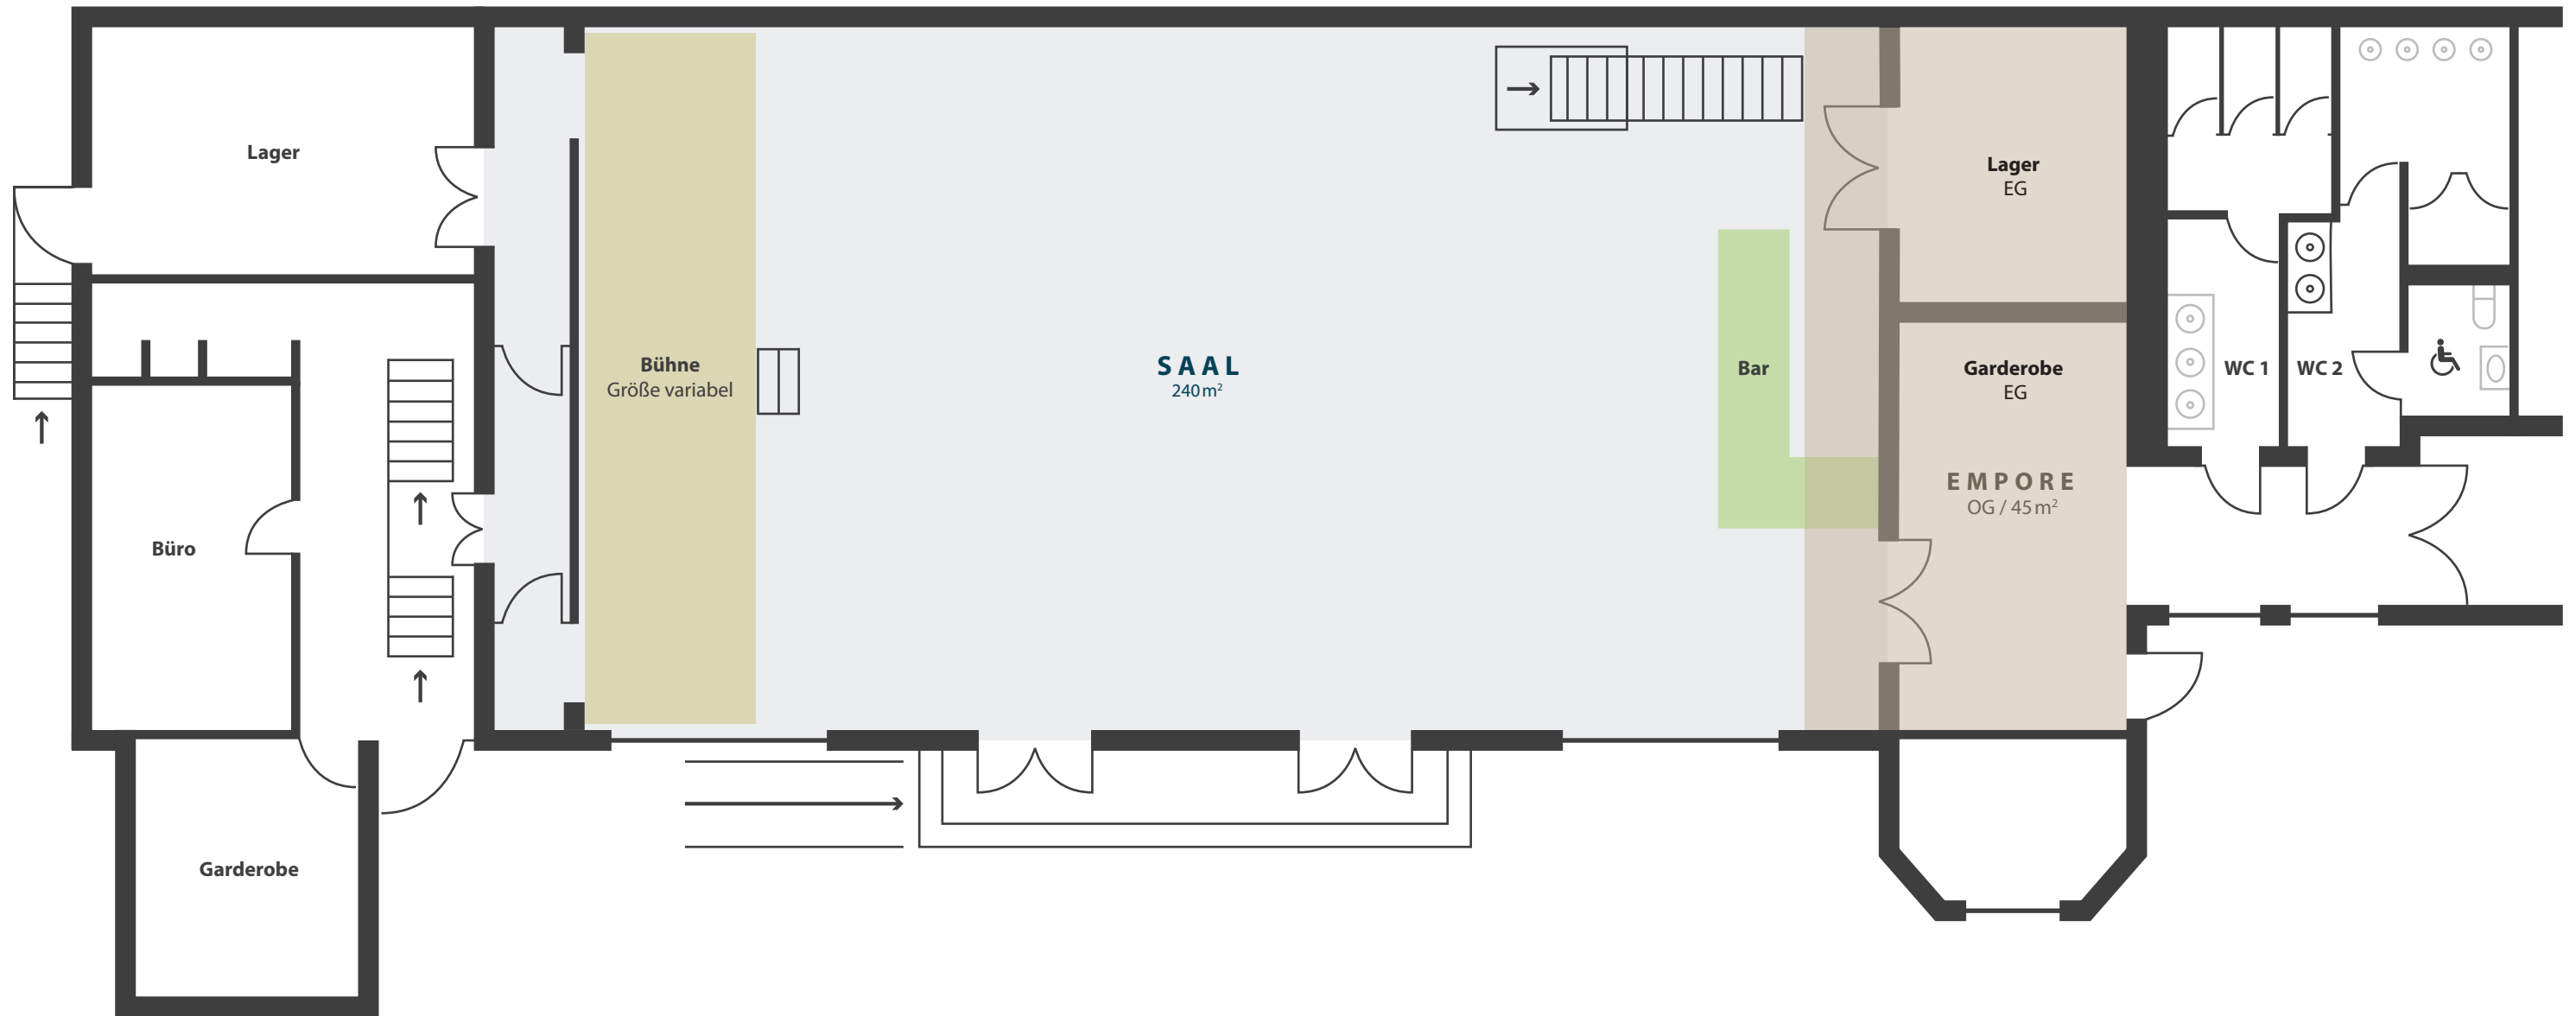 Lager
Lager
EG
Bühne
Größe variabel
SAAL
240 m²
Bar
Garderobe
EG
WC 1
WC 2
EMPORE
OG / 45 m²
Büro
Garderobe